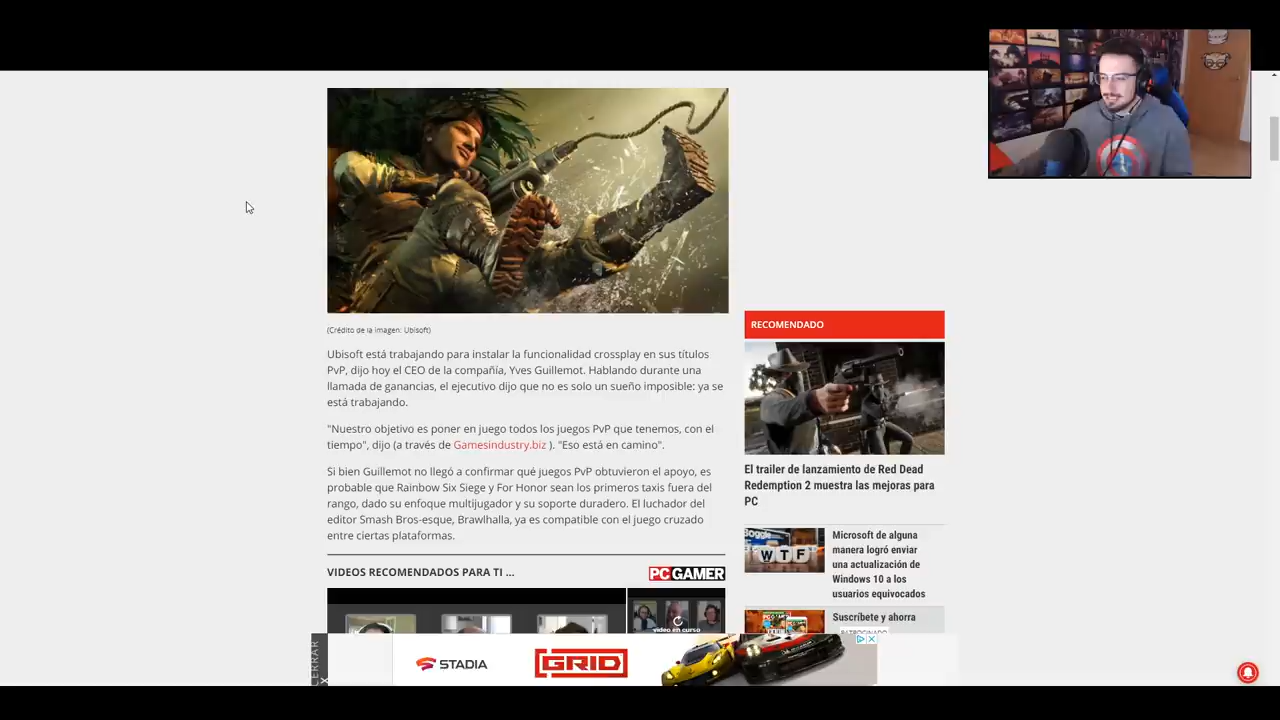 (Crédito de la imagen: Ubisoft)
Ubisoft está trabajando para instalar la funcionalidad crossplay en sus títulos
PvP, dijo hoy el CEO de la compañía, Yves Guillemot. Hablando durante una
llamada de ganancias, el ejecutivo dijo que no es solo un sueño imposible: ya se
está trabajando.
"Nuestro objetivo es poner en juego todos los juegos PvP que tenemos, con el
tiempo", dijo (a través de Gamesindustry.biz ). "Eso está en camino".
Si bien Guillemot no llegó a confirmar qué juegos PvP obtuvieron el apoyo, es
probable que Rainbow Six Siege y For Honor sean los primeros taxis fuera del
rango, dado su enfoque multijugador y su soporte duradero. El luchador del
editor Smash Bros-esque, Brawlhalla, ya es compatible con el juego cruzado
entre ciertas plataformas.
VIDEOS RECOMENDADOS PARA TI ...
PC GAMER
video en curso
RECOMENDADO
El trailer de lanzamiento de Red Dead
Redemption 2 muestra las mejoras para
PC
WTF
Microsoft de alguna
manera logró enviar
una actualización de
Windows 10 a los
usuarios equivocados
Suscríbete y ahorra
PATROCINADO
CERRAR
X
STADIA
GRID